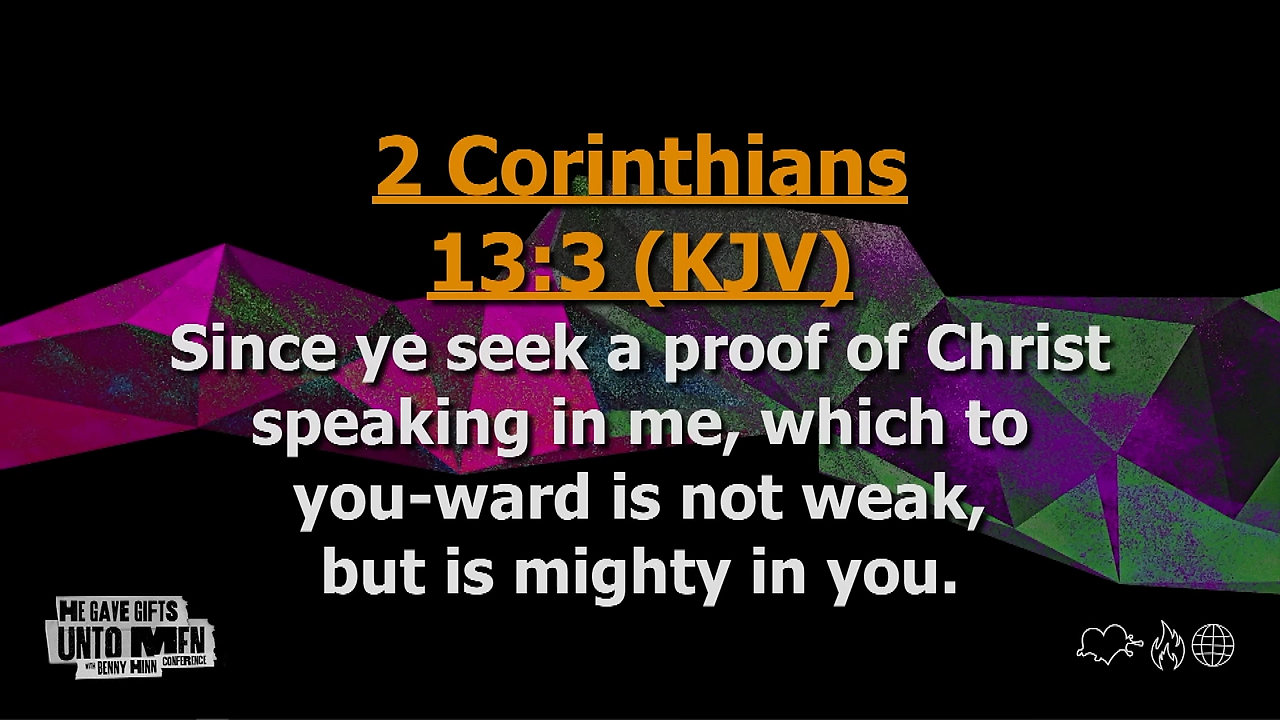 2 Corinthians
13:3 (KJV)
Since ye seek a proof of Christ
speaking in me, which to
you-ward is not weak,
but is mighty in you.
HE GAVE GIFTS
UNTO MEN
WITH BENNY HINN CONFERENCE